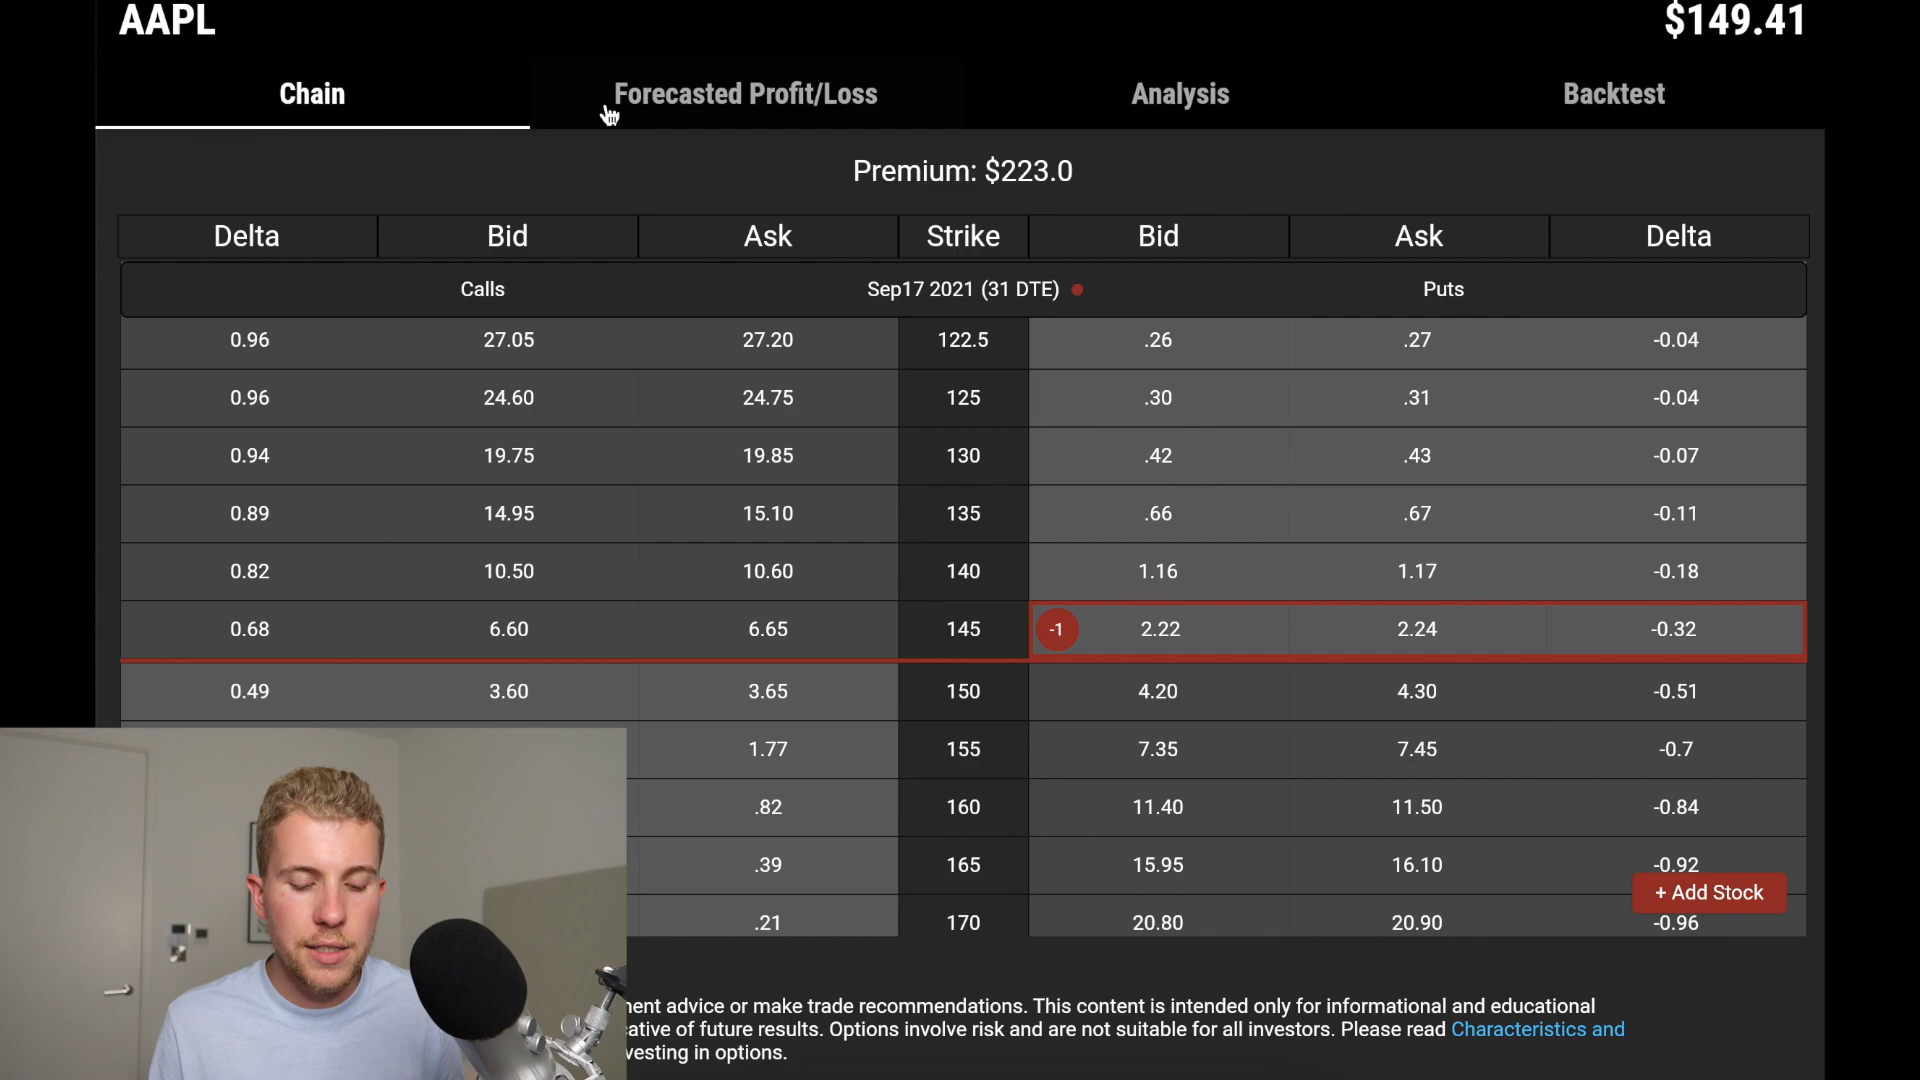 AAPL $149.41
Chain Forecasted Profit/Loss Analysis Backtest
Premium: $223.0
Delta Bid Ask Strike Bid Ask Delta
Calls Sep17 2021 (31 DTE) Puts
0.96 27.05 27.20 122.5 .26 .27 -0.04
0.96 24.60 24.75 125 .30 .31 -0.04
0.94 19.75 19.85 130 .42 .43 -0.07
0.89 14.95 15.10 135 .66 .67 -0.11
0.82 10.50 10.60 140 1.16 1.17 -0.18
0.68 6.60 6.65 145 -1 2.22 2.24 -0.32
0.49 3.60 3.65 150 4.20 4.30 -0.51
1.77 155 7.35 7.45 -0.7
.82 160 11.40 11.50 -0.84
.39 165 15.95 16.10 -0.92
+ Add Stock
.21 170 20.80 20.90 -0.96
advice or make trade recommendations. This content is intended only for informational and educational
of future results. Options involve risk and are not suitable for all investors. Please read Characteristics and
in options.